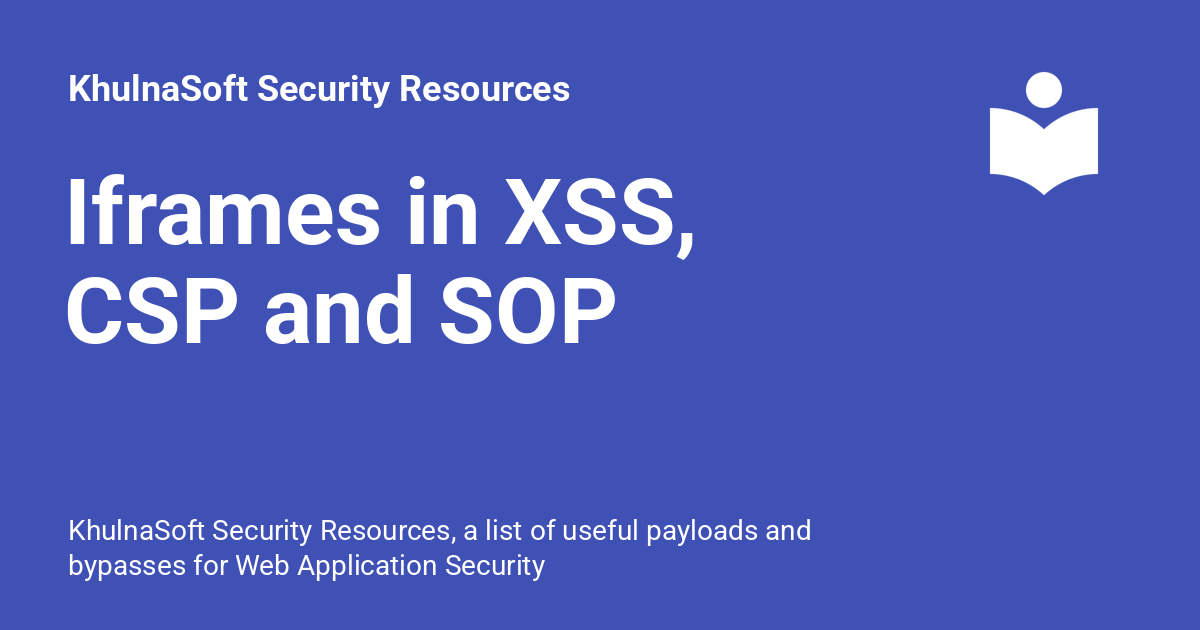 KhulnaSoft Security Resources
Iframes in XSS,
CSP and SOP
KhulnaSoft Security Resources, a list of useful payloads and
bypasses for Web Application Security